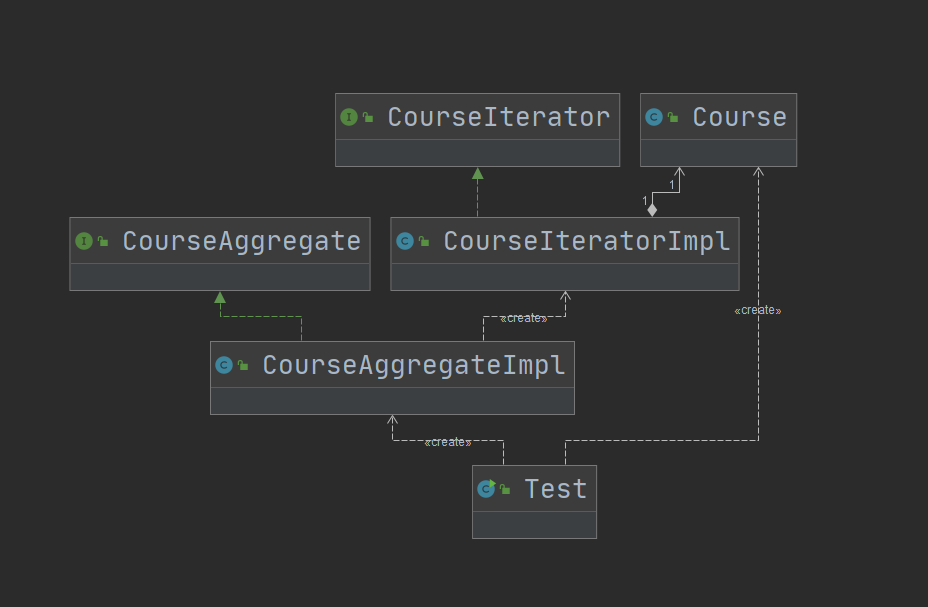 CourseIterator
Course
1
1
CourseAggregate
CourseIteratorImpl
«create»
«create»
CourseAggregateImpl
«create»
Test